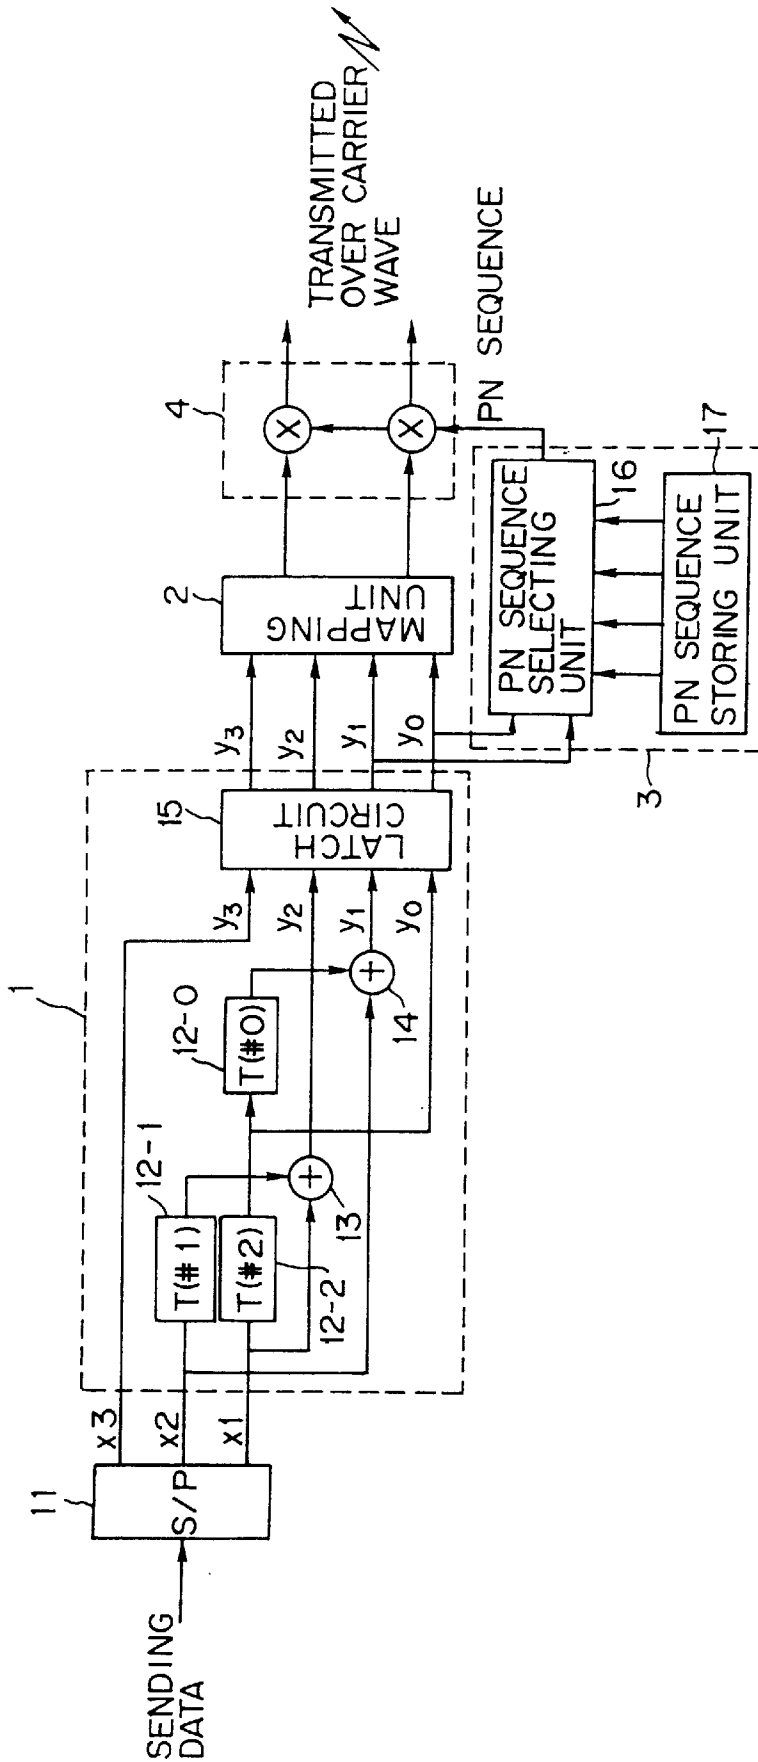 SENDING
DATA
11
S/P
x3
x2
x1
1
T(#1)
12-1
T(#2)
12-2
+
13
T(#0)
12-0
+
14
y3
y2
y1
y0
15
LATCH
CIRCUIT
y3
y2
y1
y0
2
MAPPING
UNIT
4
X
X
TRANSMITTED
OVER CARRIER
WAVE
PN SEQUENCE
3
PN SEQUENCE
SELECTING
UNIT
16
PN SEQUENCE
STORING UNIT
17